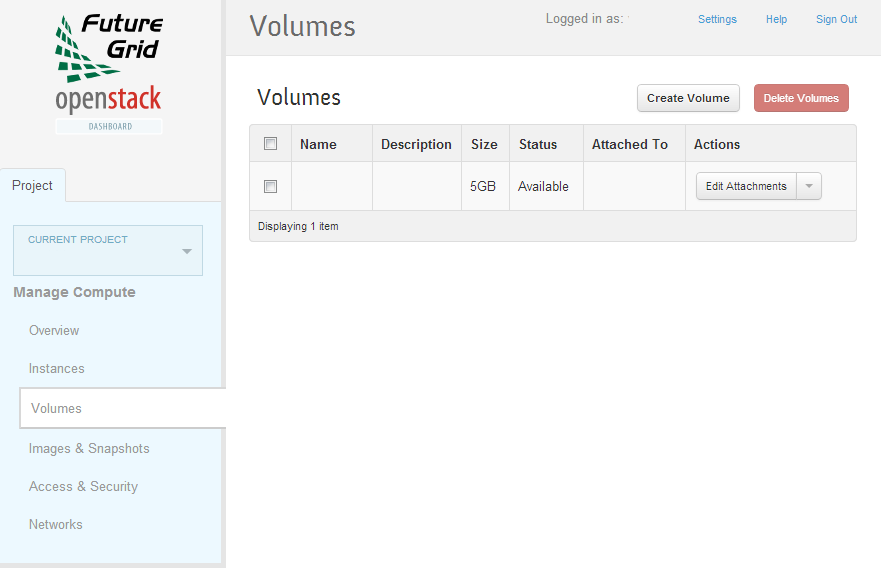 Future
Grid
openstack
DASHBOARD
Project
CURRENT PROJECT
Manage Compute
Overview
Instances
Volumes
Images & Snapshots
Access & Security
Networks
Volumes
Logged in as:
Settings
Help
Sign Out
Volumes
Create Volume
Delete Volumes
Name Description Size Status Attached To Actions
5GB Available Edit Attachments
Displaying 1 item